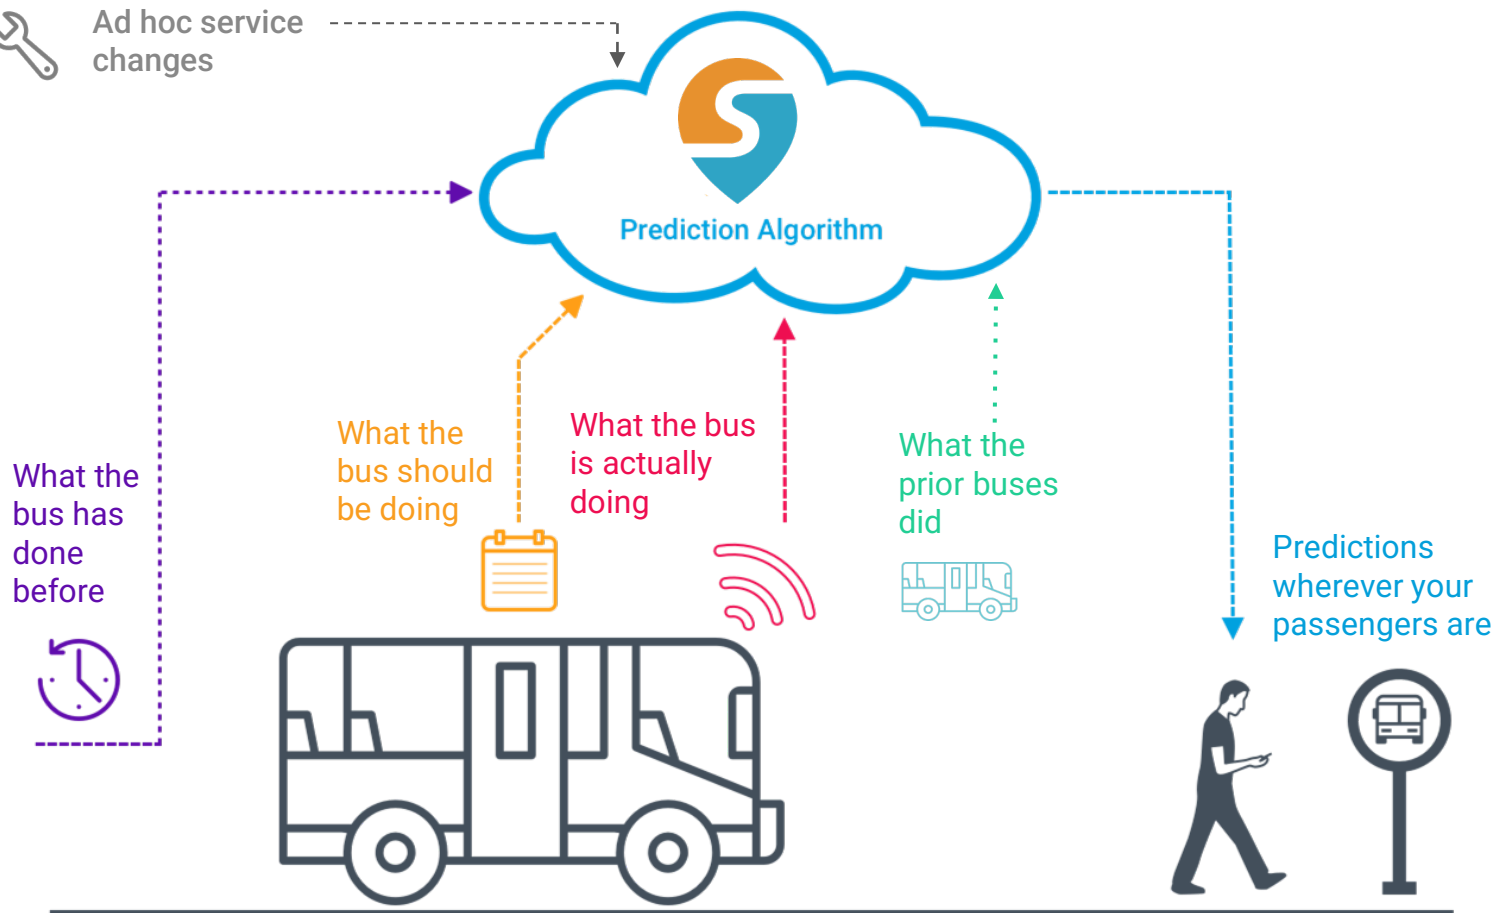 Ad hoc service
changes
Prediction Algorithm
What the
bus has
done
before
What the
bus should
be doing
What the bus
is actually
doing
What the
prior buses
did
Predictions
wherever your
passengers are